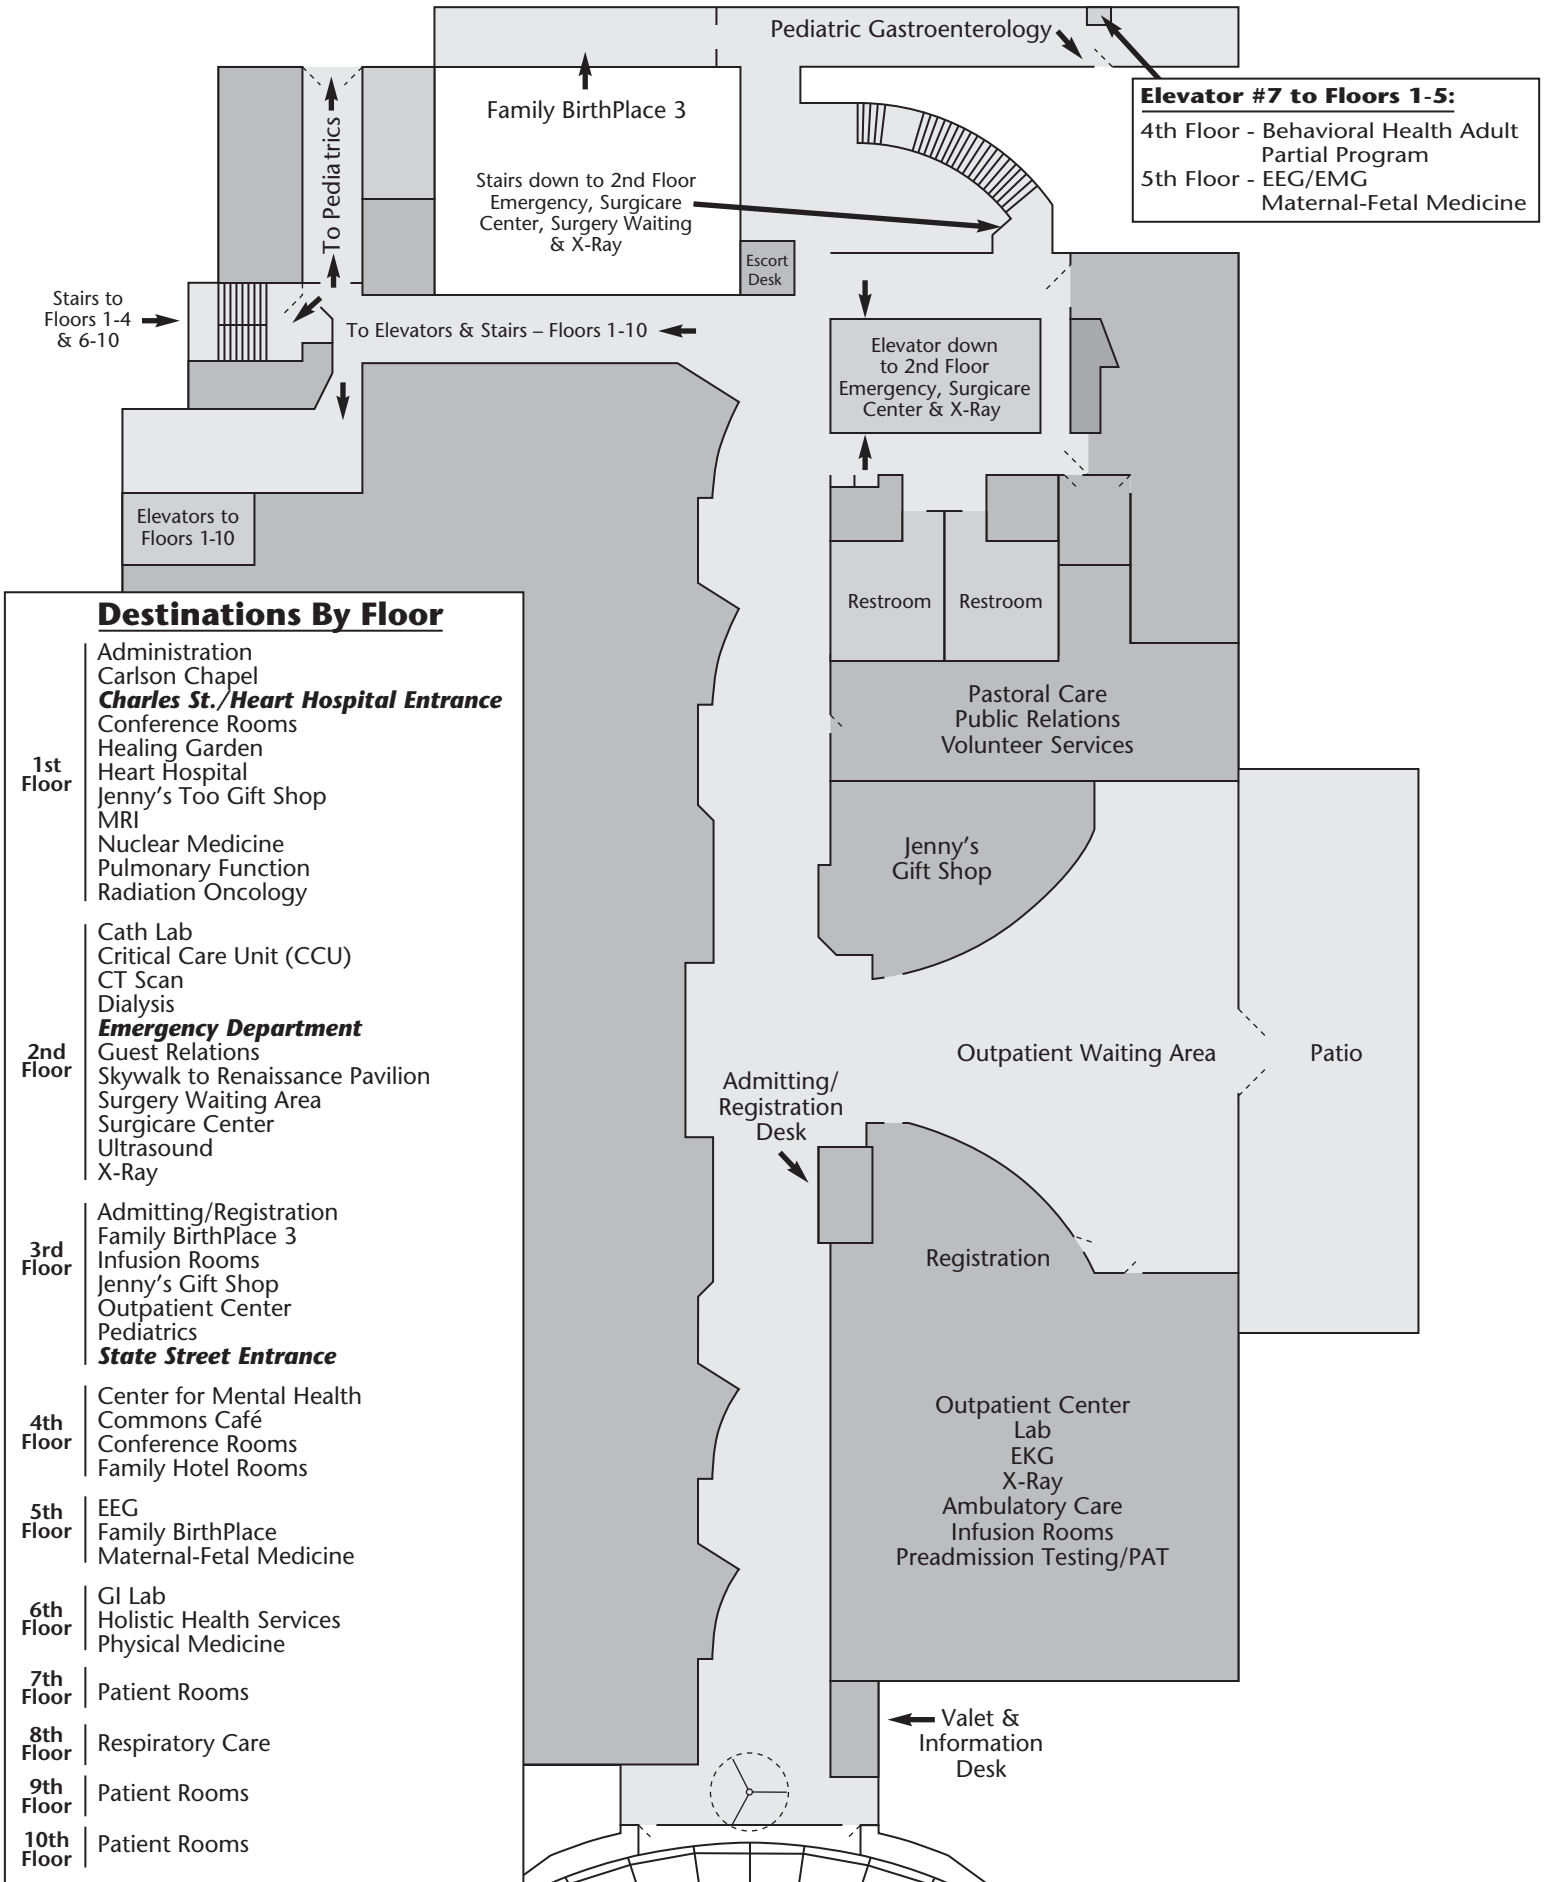 Pediatric Gastroenterology
Elevator #7 to Floors 1-5:
4th Floor - Behavioral Health Adult
Partial Program
5th Floor - EEG/EMG
Maternal-Fetal Medicine
Family BirthPlace 3
To Pediatrics
Stairs down to 2nd Floor
Emergency, Surgicare
Center, Surgery Waiting
& X-Ray
Escort
Desk
Stairs to
Floors 1-4
& 6-10
To Elevators & Stairs – Floors 1-10
Elevator down
to 2nd Floor
Emergency, Surgicare
Center & X-Ray
Elevators to
Floors 1-10
Restroom
Restroom
Pastoral Care
Public Relations
Volunteer Services
Jenny's
Gift Shop
Outpatient Waiting Area
Patio
Admitting/
Registration
Desk
Registration
Outpatient Center
Lab
EKG
X-Ray
Ambulatory Care
Infusion Rooms
Preadmission Testing/PAT
Valet &
Information
Desk
Destinations By Floor
1st
Floor
Administration
Carlson Chapel
Charles St./Heart Hospital Entrance
Conference Rooms
Healing Garden
Heart Hospital
Jenny's Too Gift Shop
MRI
Nuclear Medicine
Pulmonary Function
Radiation Oncology
2nd
Floor
Cath Lab
Critical Care Unit (CCU)
CT Scan
Dialysis
Emergency Department
Guest Relations
Skywalk to Renaissance Pavilion
Surgery Waiting Area
Surgicare Center
Ultrasound
X-Ray
3rd
Floor
Admitting/Registration
Family BirthPlace 3
Infusion Rooms
Jenny's Gift Shop
Outpatient Center
Pediatrics
State Street Entrance
4th
Floor
Center for Mental Health
Commons Café
Conference Rooms
Family Hotel Rooms
5th
Floor
EEG
Family BirthPlace
Maternal-Fetal Medicine
6th
Floor
GI Lab
Holistic Health Services
Physical Medicine
7th
Floor
Patient Rooms
8th
Floor
Respiratory Care
9th
Floor
Patient Rooms
10th
Floor
Patient Rooms